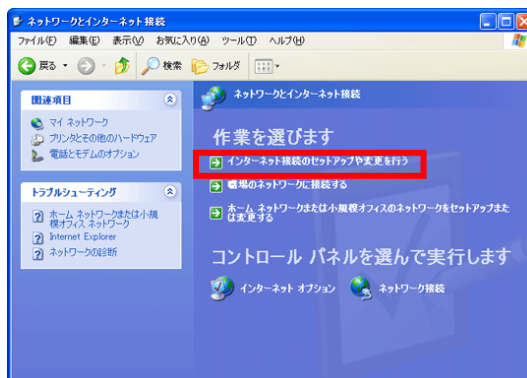 ネットワークとインターネット接続
ファイル(F) 編集(E) 表示(V) お気に入り(A) ツール(T) ヘルプ(H)
戻る 検索 フォルダ
関連項目
マイ ネットワーク
プリンタとその他のハードウェア
電話とモデムのオプション
トラブルシューティング
ホーム ネットワークまたは小規
模オフィス ネットワーク
Internet Explorer
ネットワークの診断
ネットワークとインターネット接続
作業を選びます
インターネット接続のセットアップや変更を行う
職場のネットワークに接続する
ホーム ネットワークまたは小規模オフィスのネットワークをセットアップまた
は変更する
コントロール パネルを選んで実行します
インターネット オプション ネットワーク接続